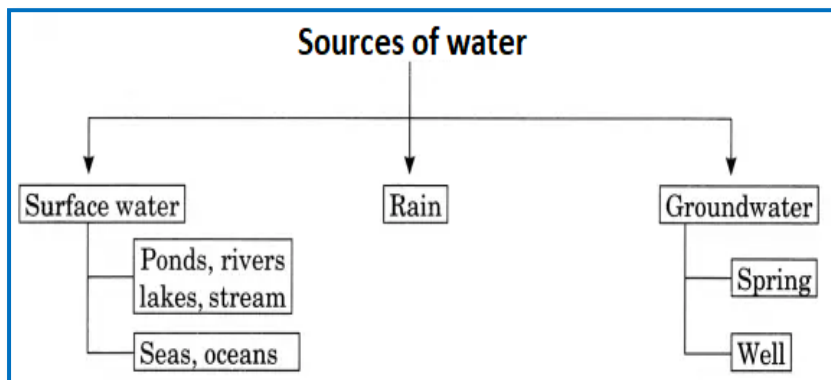 Sources of water
Surface water
Rain
Groundwater
Ponds, rivers
lakes, stream
Seas, oceans
Spring
Well